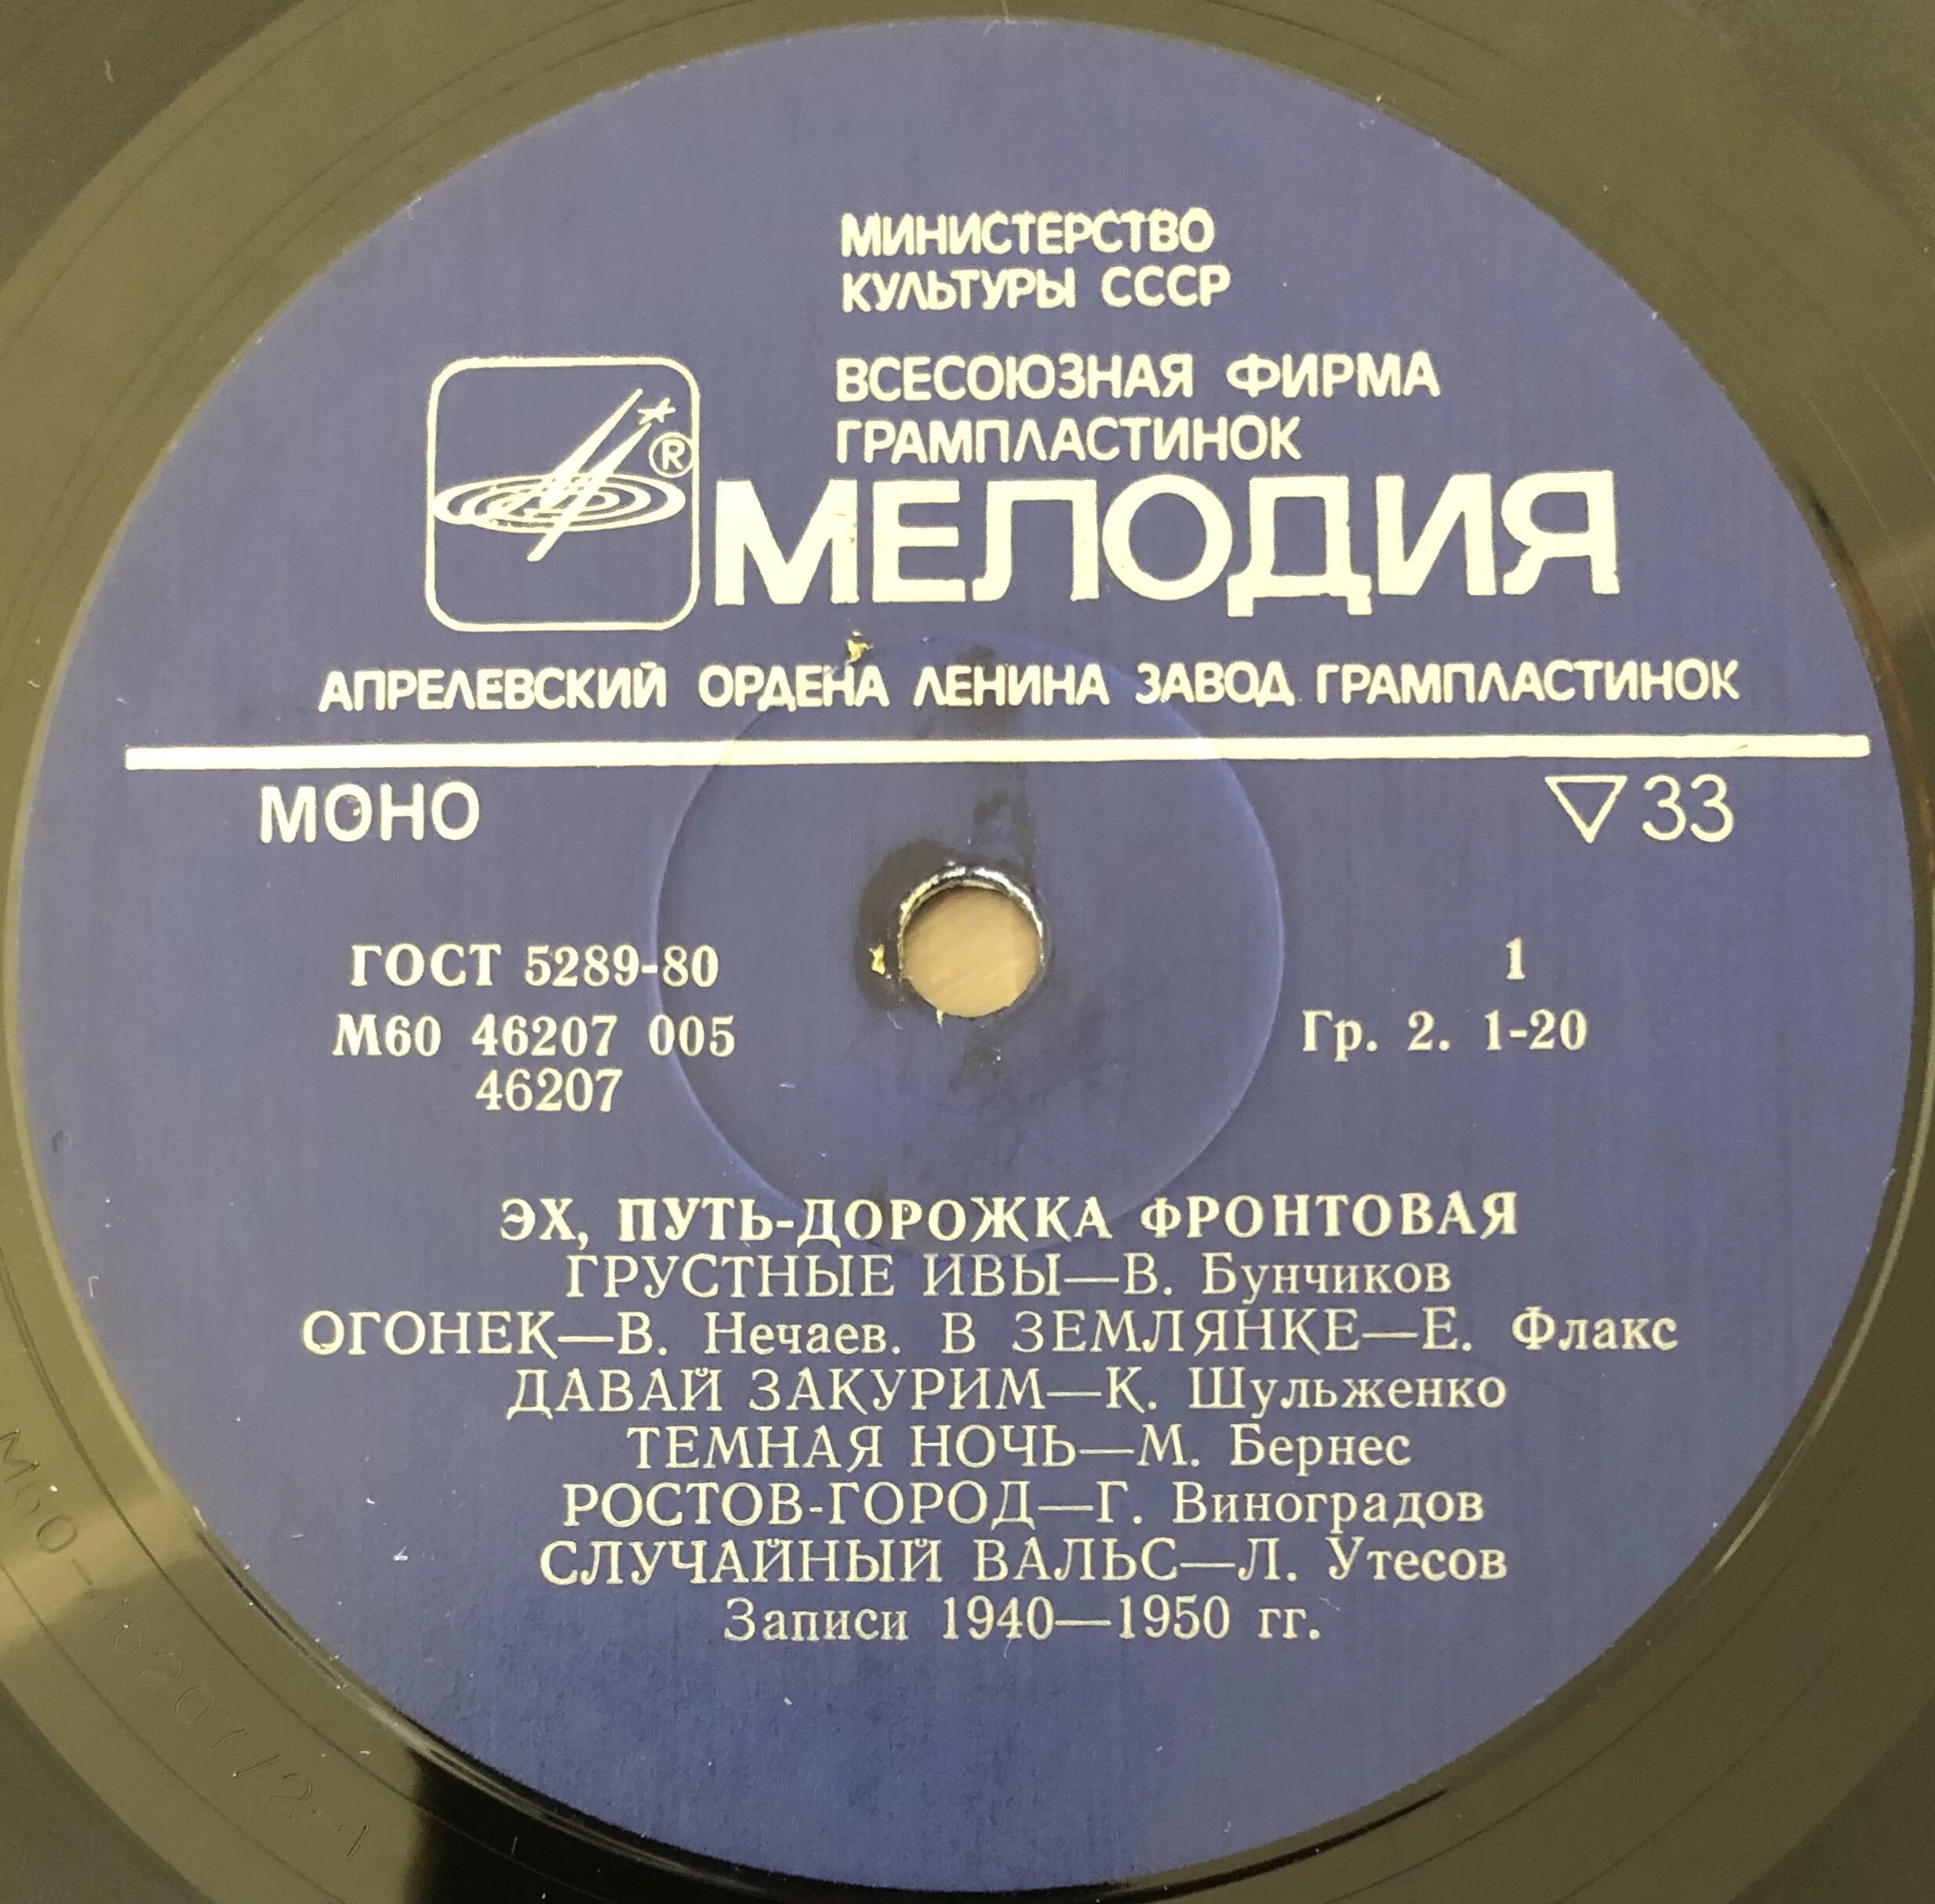 МИНИСТЕРСТВО
КУЛЬТУРЫ СССР
ВСЕСОЮЗНАЯ ФИРМА
ГРАМПЛАСТИНОК
®
МЕЛОДИЯ
АПРЕЛЕВСКИЙ ОРДЕНА ЛЕНИНА ЗАВОД ГРАМПЛАСТИНОК
МОНО
33
ГОСТ 5289-80
1
М60 46207 005
Гр. 2. 1-20
46207
ЭХ, ПУТЬ-ДОРОЖКА ФРОНТОВАЯ
ГРУСТНЫЕ ИВЫ—В. Бунчиков
ОГОНЕК—В. Нечаев. В ЗЕМЛЯНКЕ—Е. Флакс
ДАВАЙ ЗАКУРИМ—К. Шульженко
ТЕМНАЯ НОЧЬ—М. Бернес
РОСТОВ-ГОРОД—Г. Виноградов
СЛУЧАЙНЫЙ ВАЛЬС—Л. Утесов
Записи 1940—1950 гг.